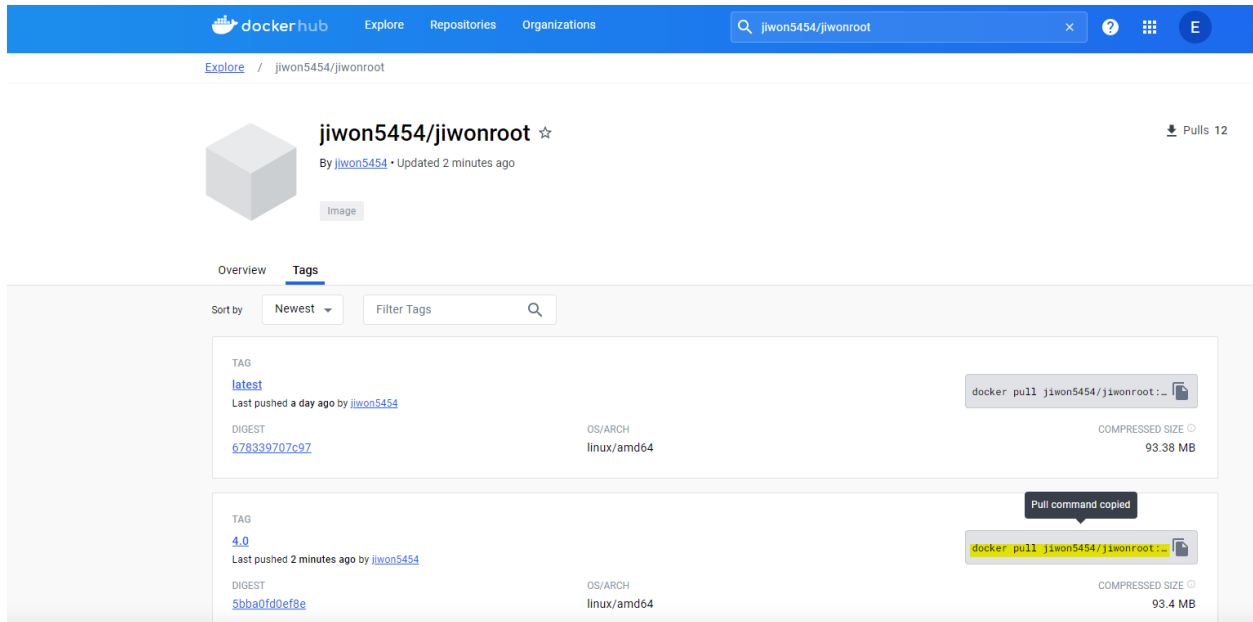 dockerhub Explore Repositories Organizations jiwon5454/jiwonroot × ? E
Explore / jiwon5454/jiwonroot
jiwon5454/jiwonroot
Pulls 12
By jiwon5454 • Updated 2 minutes ago
Image
Overview Tags
Sort by Newest Filter Tags
TAG
latest
Last pushed a day ago by jiwon5454
docker pull jiwon5454/jiwonroot:…
DIGEST OS/ARCH COMPRESSED SIZE
678339707c97 linux/amd64 93.38 MB
Pull command copied
TAG
4.0
Last pushed 2 minutes ago by jiwon5454
docker pull jiwon5454/jiwonroot:…
DIGEST OS/ARCH COMPRESSED SIZE
5bba0fd0ef8e linux/amd64 93.4 MB